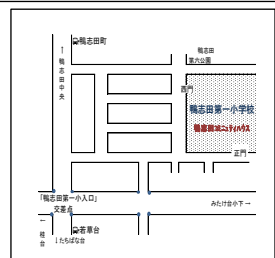 鴨志田町
↑鴨志田中央
鴨志田
第六公園
西門
鴨志田第一小学校
鴨志田コミュニティハウス
正門
「鴨志田第一小入口」
交差点
みたけ台小下→
←桂台
若草台
↓たちばな台